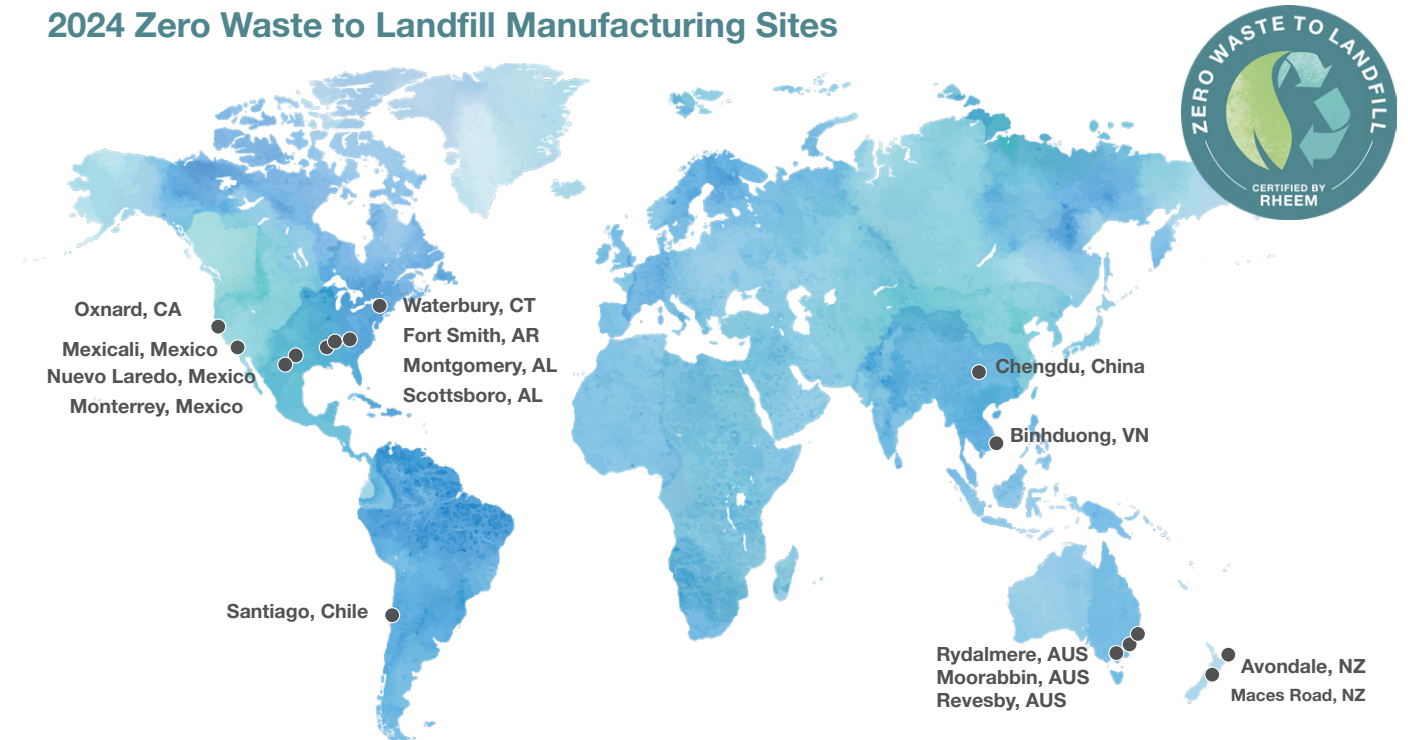 2024 Zero Waste to Landfill Manufacturing Sites
ZERO WASTE TO LANDFILL
CERTIFIED BY
RHEEM
Oxnard, CA
Mexicali, Mexico
Nuevo Laredo, Mexico
Monterrey, Mexico
Waterbury, CT
Fort Smith, AR
Montgomery, AL
Scottsboro, AL
Chengdu, China
Binhduong, VN
Santiago, Chile
Rydalmere, AUS
Moorabbin, AUS
Revesby, AUS
Avondale, NZ
Maces Road, NZ